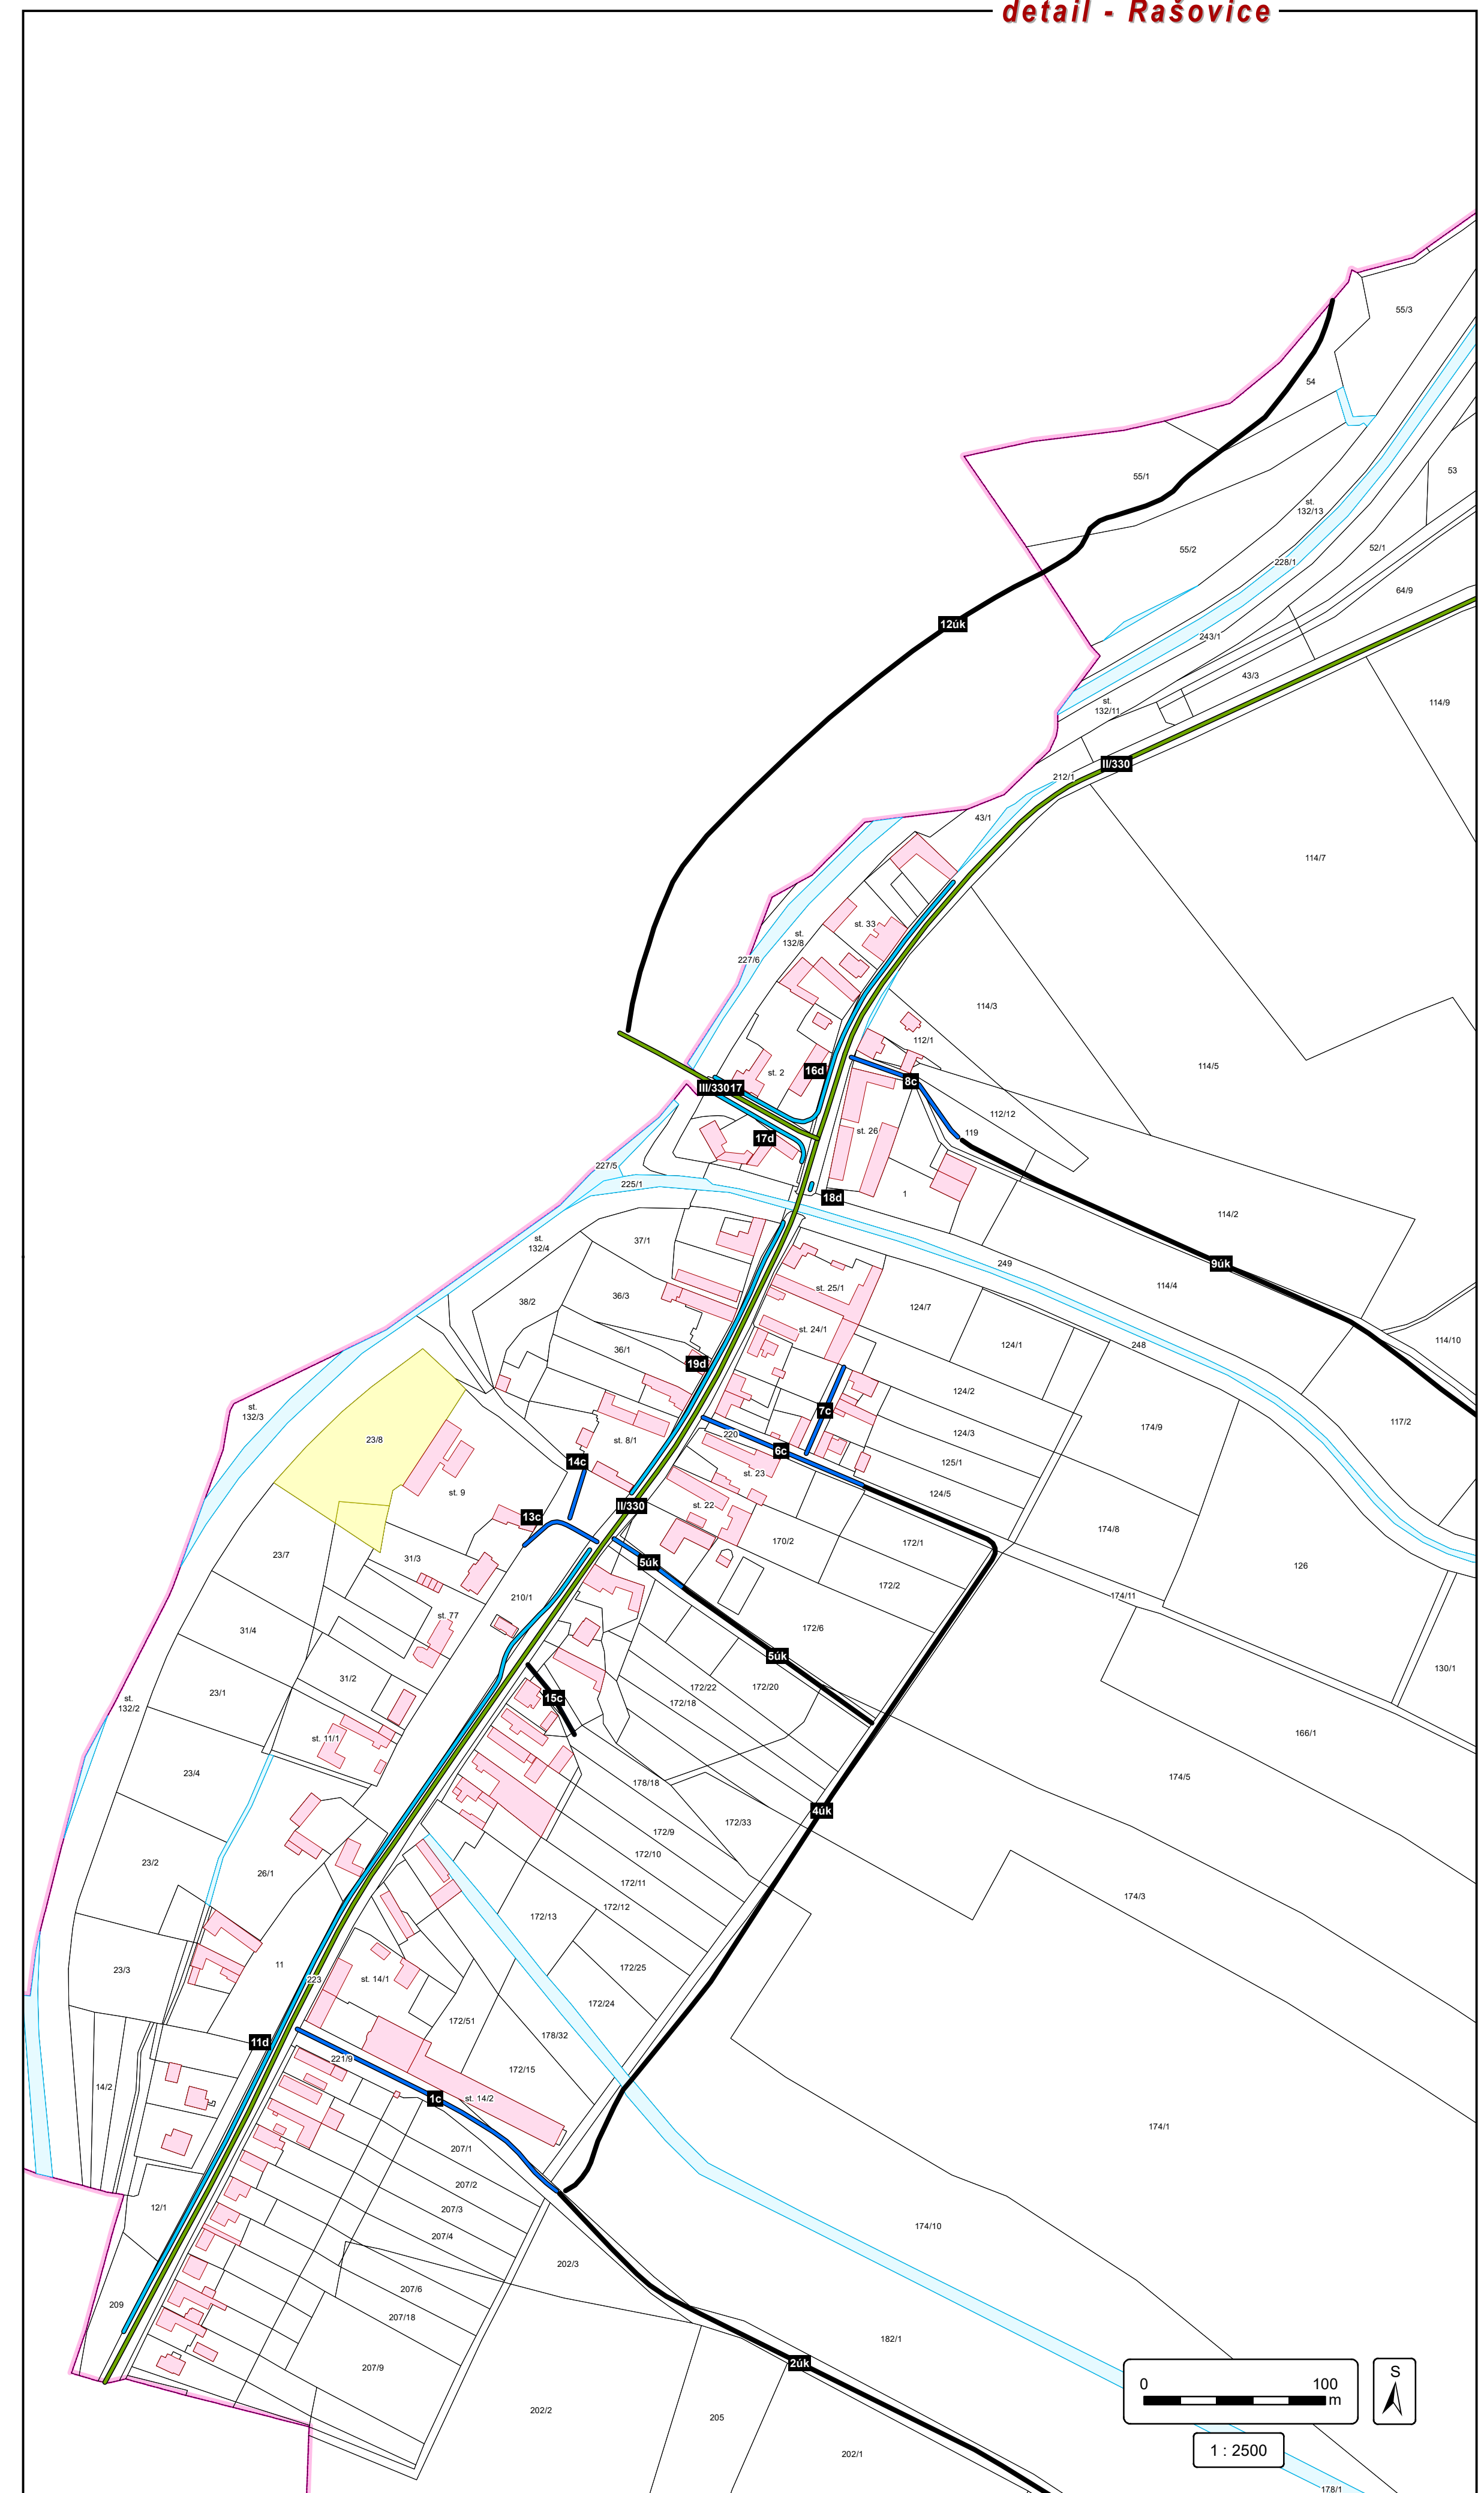 detail - Rašovice
55/3
54
53
55/1
st.
132/13
52/1
55/2
228/1
64/9
12úk
243/1
43/3
st.
132/11
114/9
II/330
212/1
43/1
114/7
st. 33
st.
132/8
227/6
114/3
112/1
114/5
16d
st. 2
8c
III/33017
112/12
st. 26
119
17d
227/5
225/1
1
18d
114/2
st.
132/4
37/1
249
9úk
114/4
st. 25/1
36/3
38/2
124/7
st. 24/1
114/10
124/1
248
36/1
19d
124/2
7c
st.
132/3
117/2
174/9
220
124/3
23/8
st. 8/1
6c
14c
125/1
st. 23
st. 9
124/5
II/330
st. 22
13c
174/8
170/2
172/1
23/7
31/3
5úk
126
172/2
210/1
174/11
st. 77
172/6
31/4
5úk
130/1
31/2
172/22
172/20
23/1
st.
132/2
15c
172/18
166/1
st. 11/1
23/4
174/5
178/18
4úk
172/33
172/9
172/10
23/2
26/1
172/11
174/3
172/12
172/13
11
172/25
23/3
223
st. 14/1
172/24
172/51
178/32
11d
221/9
172/15
14/2
1c
st. 14/2
174/1
207/1
207/2
12/1
207/3
174/10
207/4
202/3
207/6
209
207/18
182/1
2úk
207/9
0
100
m
S
202/2
205
1 : 2500
202/1
178/1